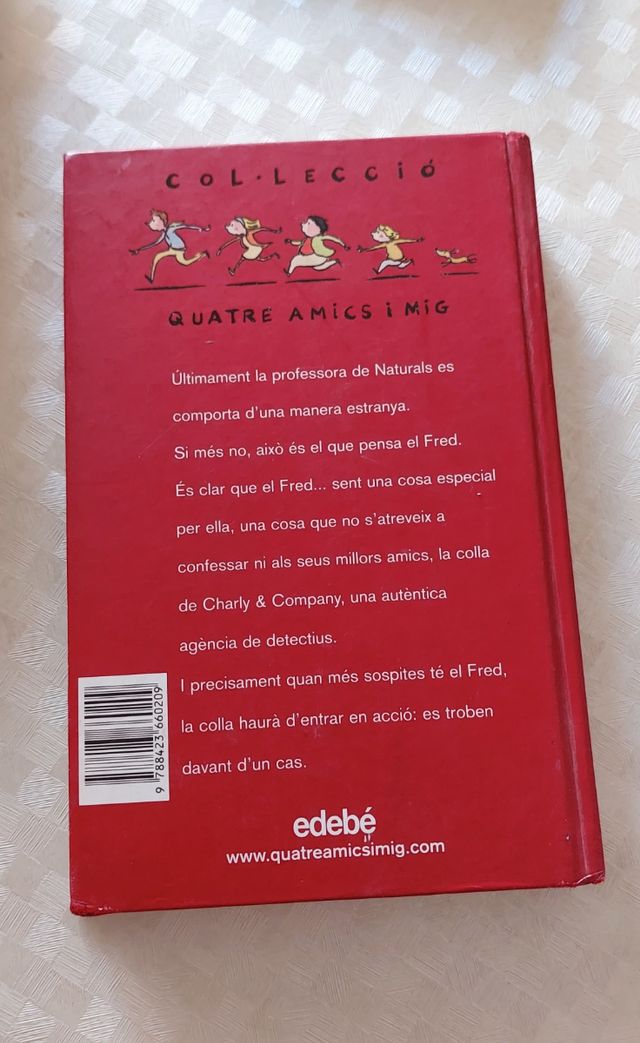 COL·LECCIÓ
QUATRE AMiCS i MiG
Últimament la professora de Naturals es
comporta d'una manera estranya.
Si més no, això és el que pensa el Fred.
És clar que el Fred... sent una cosa especial
per ella, una cosa que no s'atreveix a
confessar ni als seus millors amics, la colla
de Charly & Company, una autèntica
agència de detectius.
I precisament quan més sospites té el Fred,
la colla haurà d'entrar en acció: es troben
davant d'un cas.
9 788423 660209
edebé
www.quatreamicsimig.com